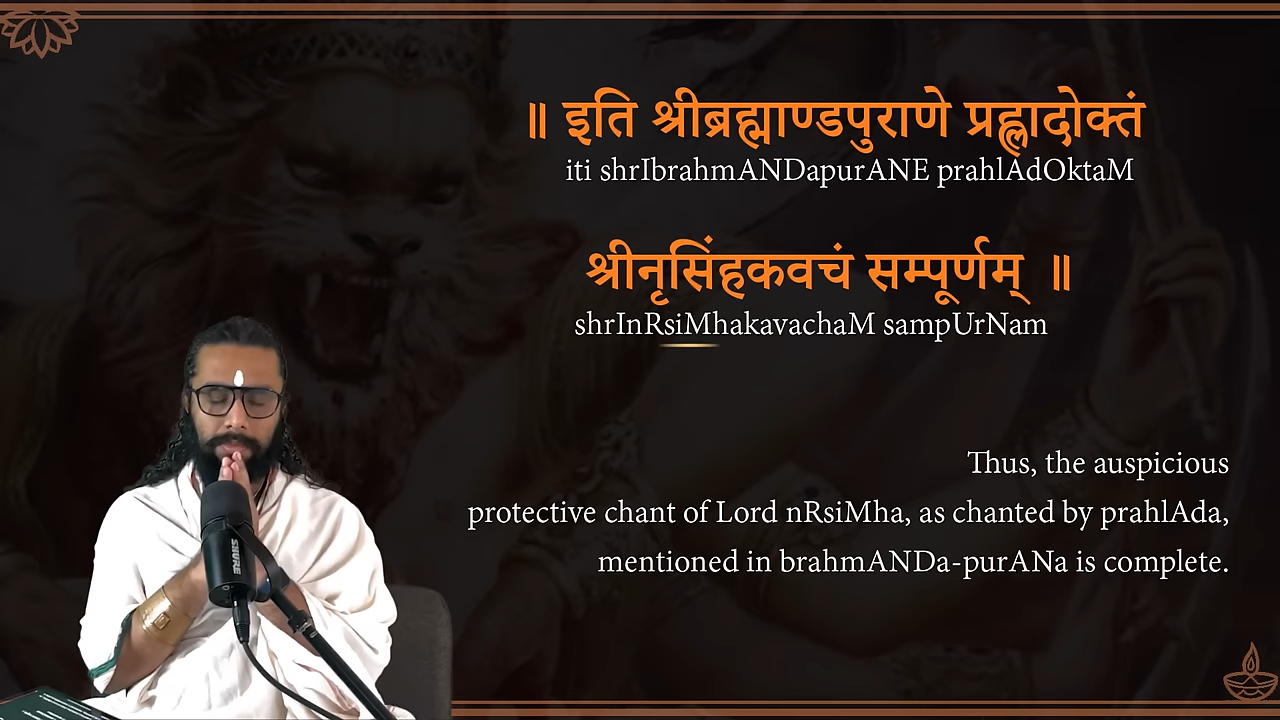 ॥ इति श्रीब्रह्माण्डपुराणे प्रह्लादोक्तं
iti shrIbrahmANDapurANE prahlAdOktaM
श्रीनृसिंहकवचं सम्पूर्णम् ॥
shrInRsiMhakavachaM sampUrNam
Thus, the auspicious
protective chant of Lord nRsiMha, as chanted by prahlAda,
mentioned in brahmANDa-purANa is complete.
SHURE